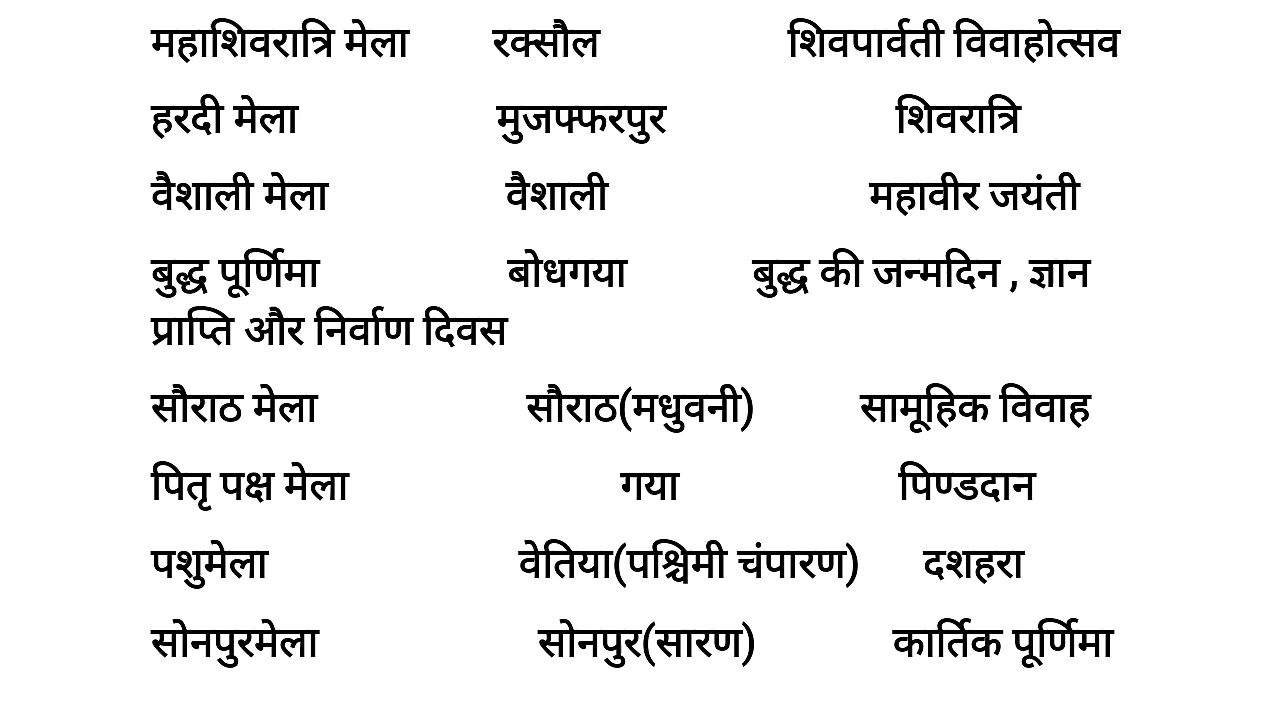 महाशिवरात्रि मेला रक्सौल शिवपार्वती विवाहोत्सव
हरदी मेला मुजफ्फरपुर शिवरात्रि
वैशाली मेला वैशाली महावीर जयंती
बुद्ध पूर्णिमा बोधगया बुद्ध की जन्मदिन , ज्ञान
प्राप्ति और निर्वाण दिवस
सौराठ मेला सौराठ(मधुवनी) सामूहिक विवाह
पितृ पक्ष मेला गया पिण्डदान
पशुमेला वेतिया(पश्चिमी चंपारण) दशहरा
सोनपुरमेला सोनपुर(सारण) कार्तिक पूर्णिमा